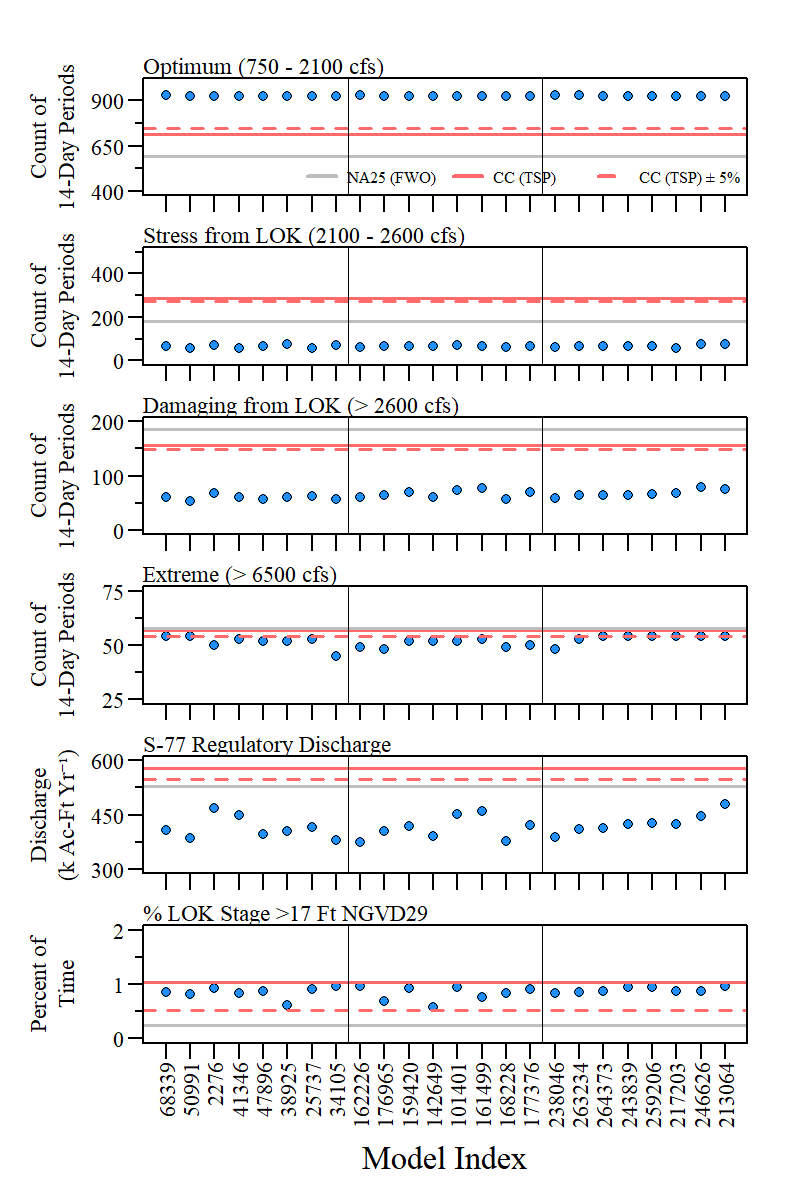 Optimum (750 - 2100 cfs)
Count of
14-Day Periods
900
650
400
NA25 (FWO)
CC (TSP)
CC (TSP) ± 5%
Stress from LOK (2100 - 2600 cfs)
Count of
14-Day Periods
400
200
0
Damaging from LOK (> 2600 cfs)
Count of
14-Day Periods
200
100
0
Extreme (> 6500 cfs)
Count of
14-Day Periods
75
50
25
S-77 Regulatory Discharge
Discharge
(k Ac-Ft Yr⁻¹)
600
450
300
% LOK Stage >17 Ft NGVD29
Percent of
Time
2
1
0
68339
50991
2276
41346
47896
38925
25737
34105
162226
176965
159420
142649
101401
161499
168228
177376
238046
263234
264573
243839
259206
217203
246626
213064
Model Index